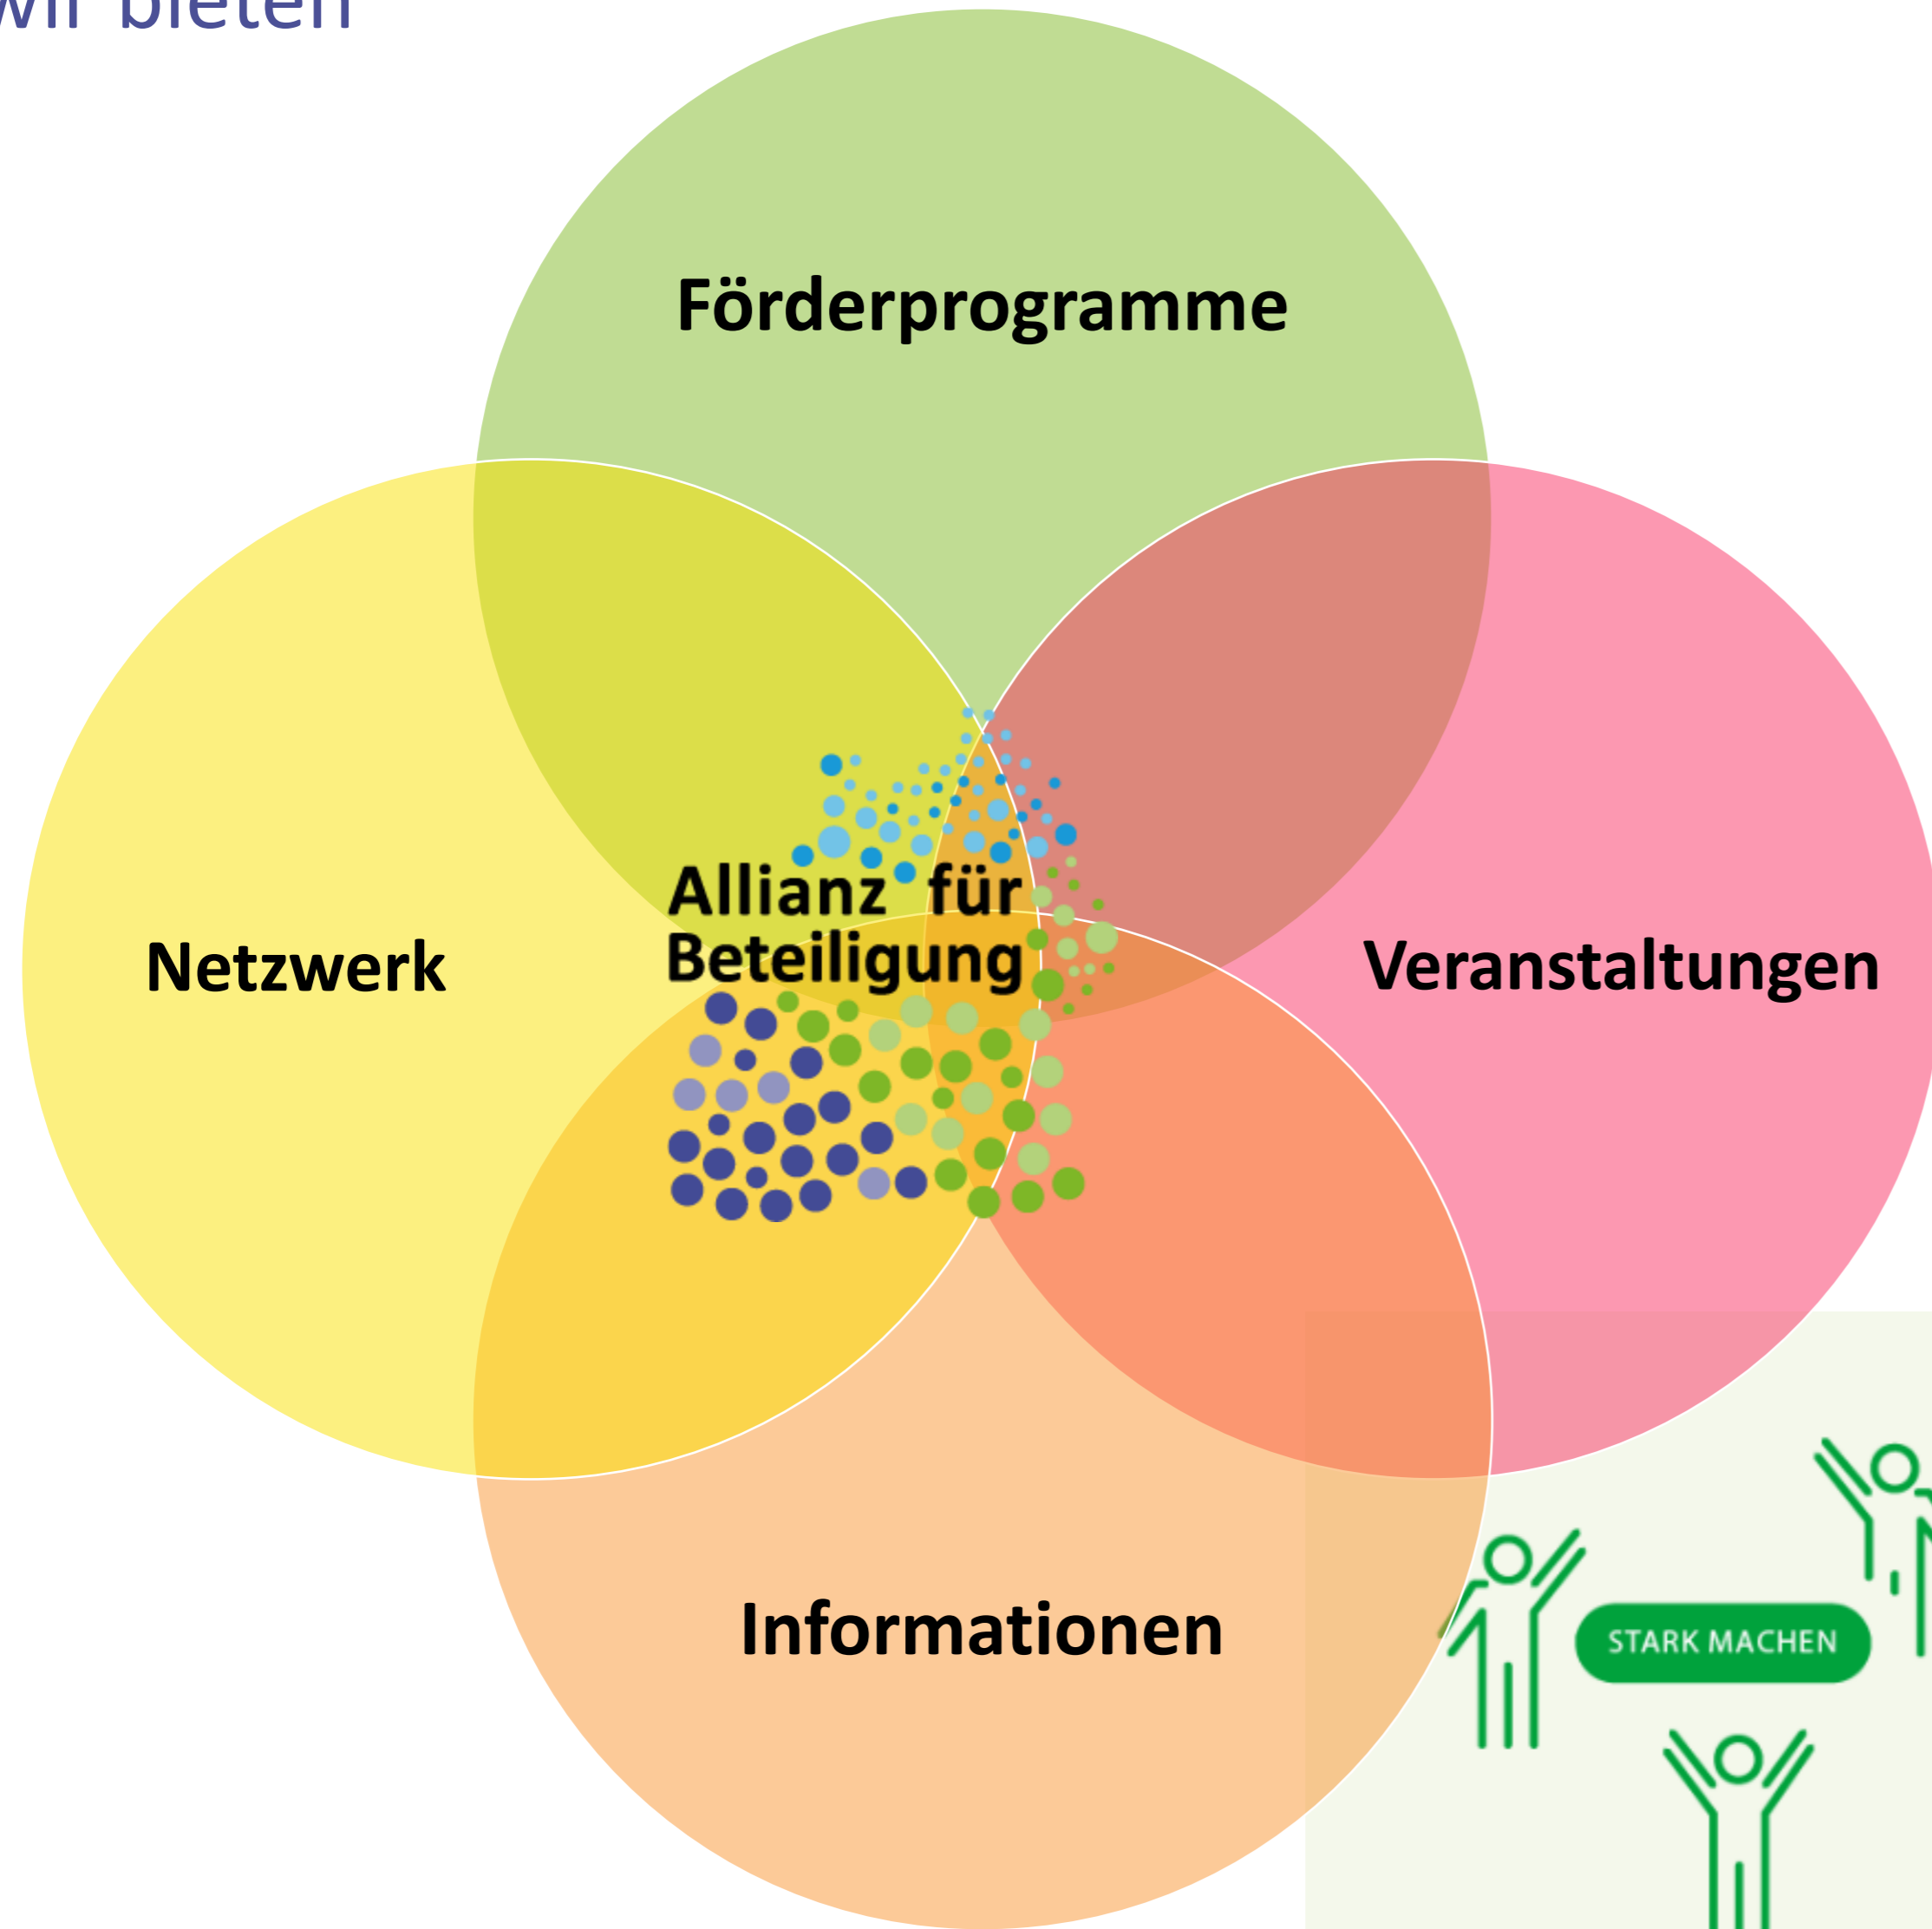 wir bieten
Förderprogramme
Allianz für
Beteiligung
Netzwerk
Veranstaltungen
Informationen
STARK MACHEN